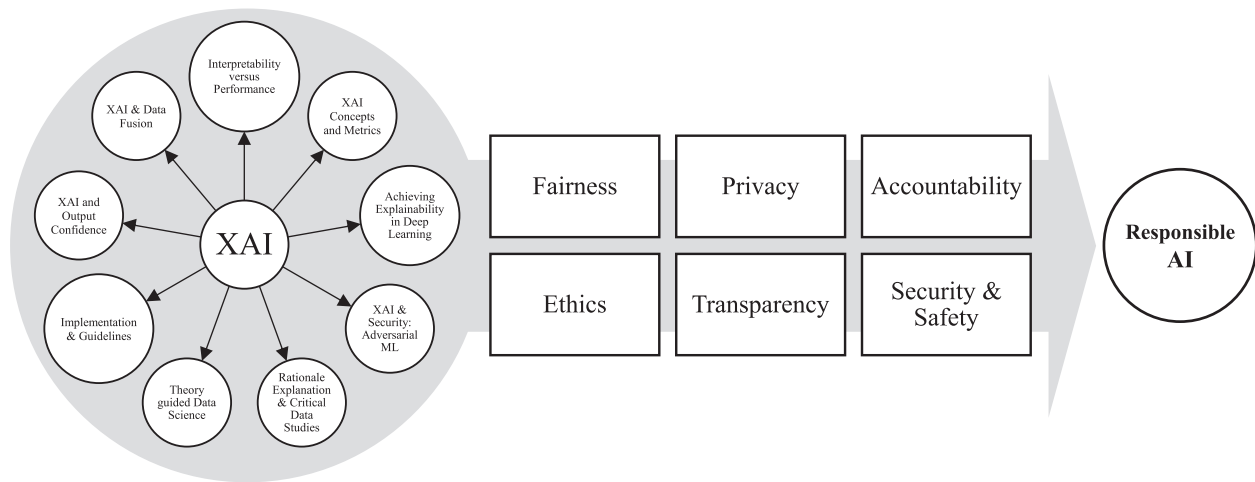 Interpretability
versus
Performance
XAI
Concepts
and Metrics
Achieving
Explainability
in Deep
Learning
XAI &
Security:
Adversarial
ML
Rationale
Explanation
& Critical
Data
Studies
Theory
guided Data
Science
Implementation
& Guidelines
XAI and
Output
Confidence
XAI & Data
Fusion
XAI
Fairness
Privacy
Accountability
Ethics
Transparency
Security &
Safety
Responsible
AI